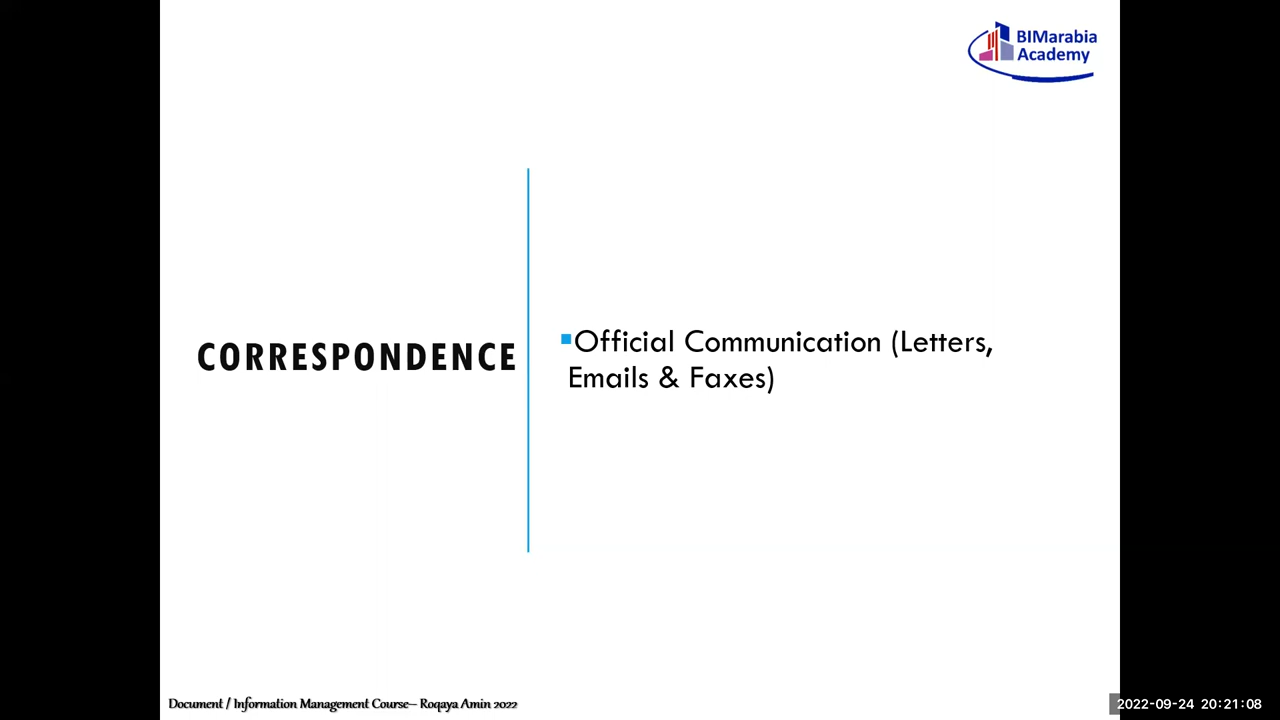 BIMarabia
Academy
CORRESPONDENCE
▪Official Communication (Letters,
Emails & Faxes)
Document / Information Management Course– Roqaya Amin 2022
2022-09-24 20:21:08